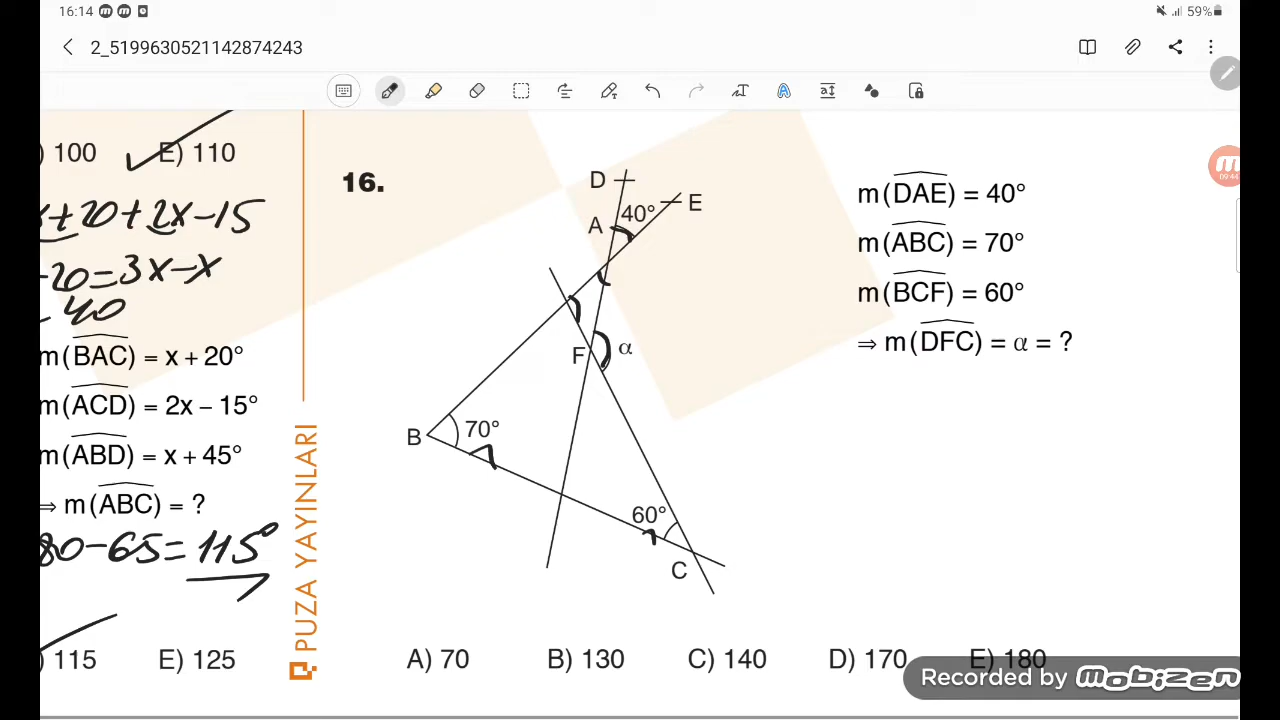 16:14
59%
2_5199630521142874243
100 E) 110
+20+2x-15
-20=3x-x
40
m(BAC) = x + 20°
m(ACD) = 2x – 15°
m(ABD) = x + 45°
⇒ m(ABC) = ?
80-65=115°
115 E) 125
PUZA YAYINLARI
16.
D
E
40°
A
F α
B 70°
60°
C
m(DAE) = 40°
m(ABC) = 70°
m(BCF) = 60°
⇒ m(DFC) = α = ?
A) 70 B) 130 C) 140 D) 170 E) 180
09:44
Recorded by mobizen